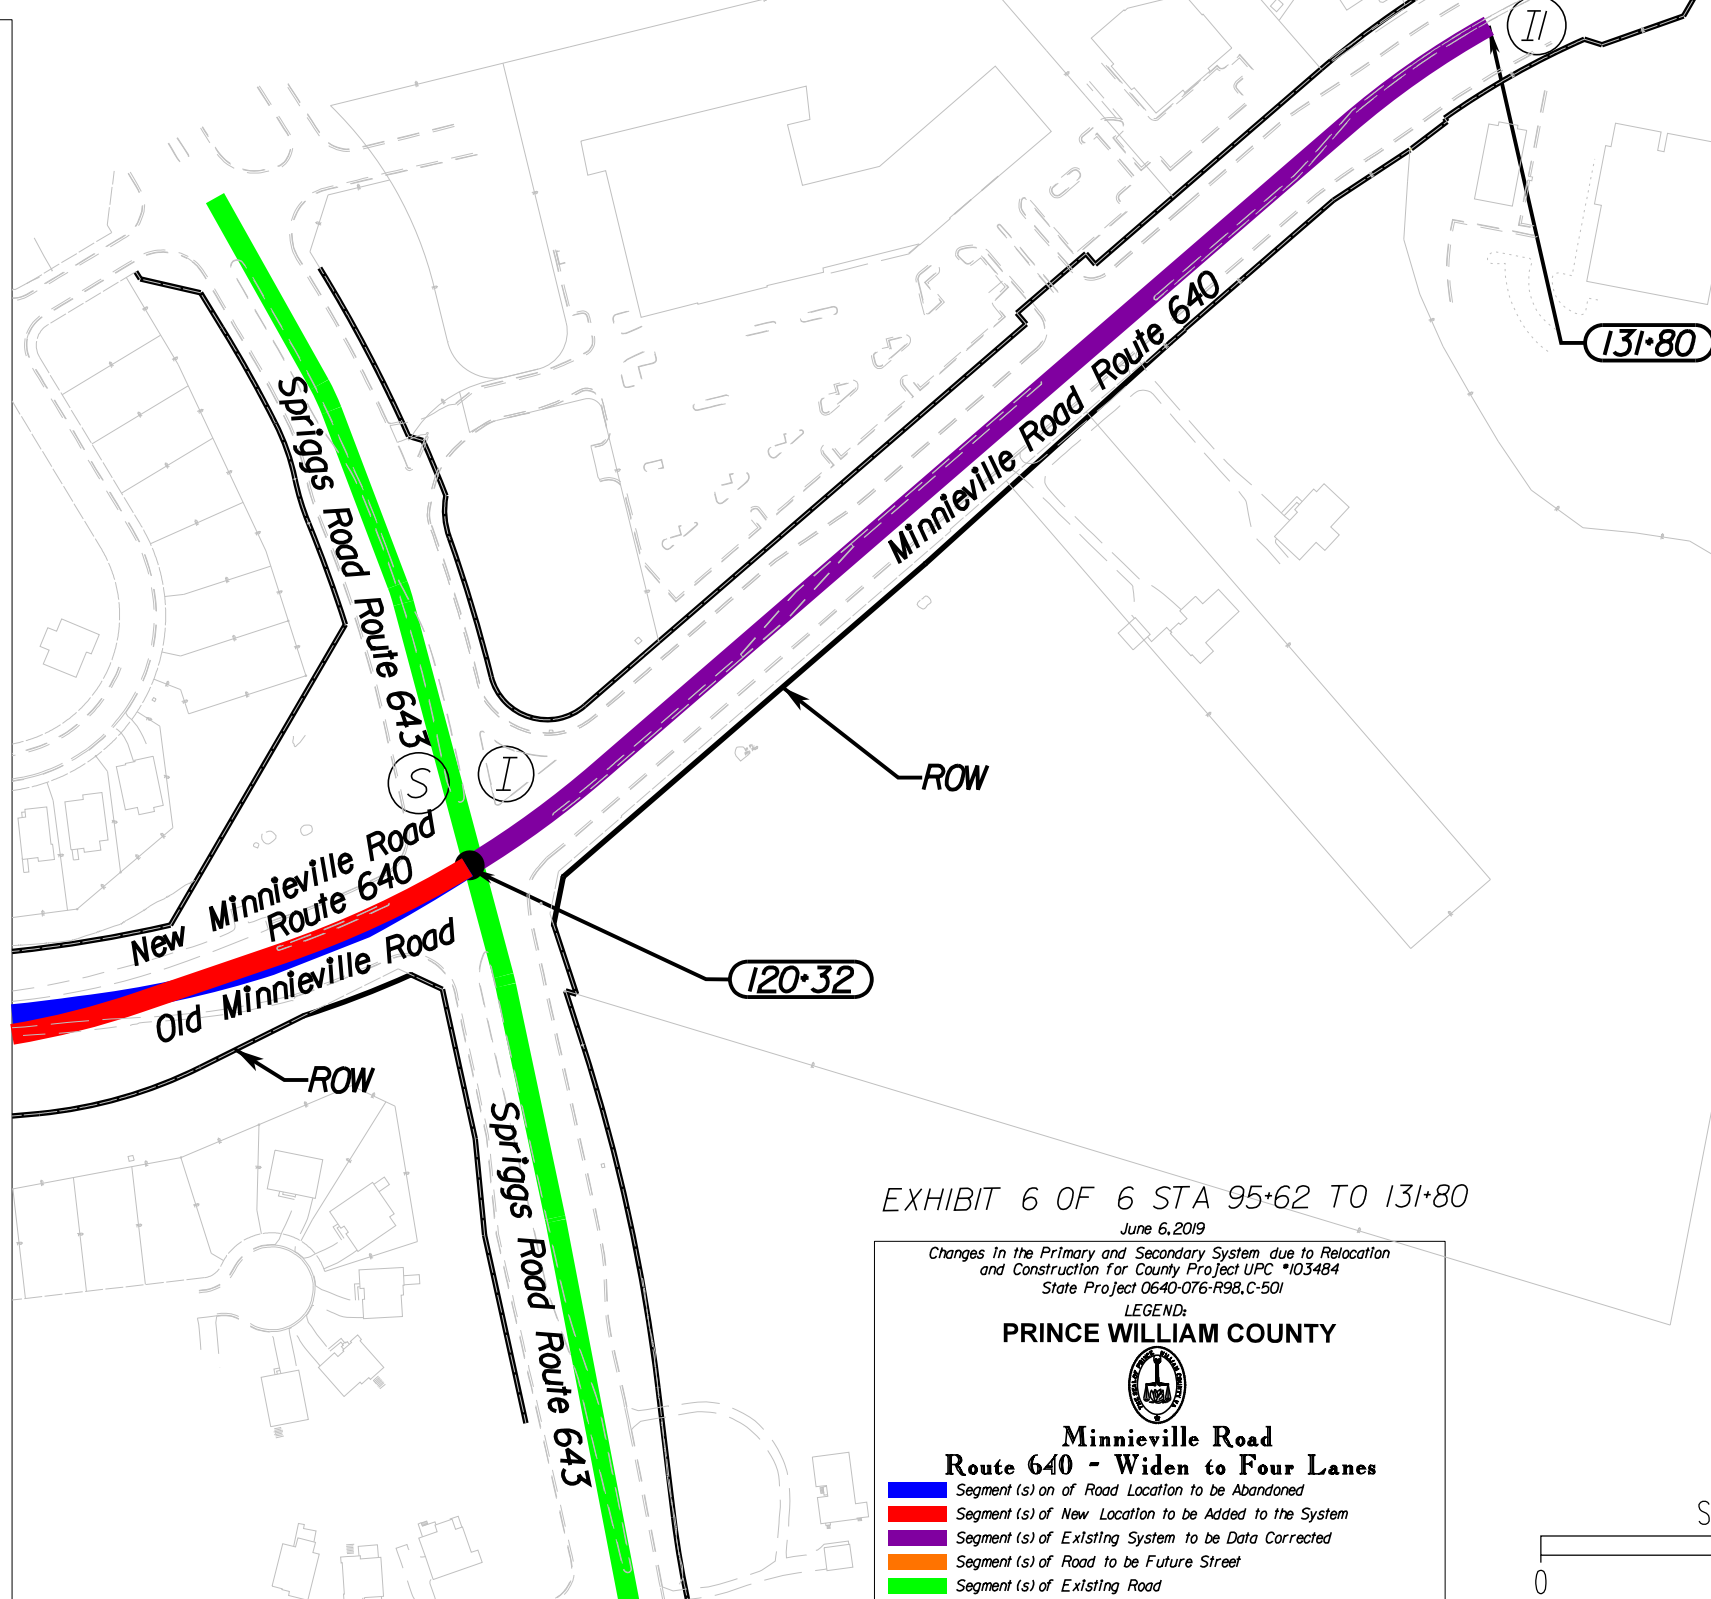 II
131+80
Minnieville Road Route 640
Spriggs Road Route 643
ROW
S
I
New Minnieville Road
Route 640
Old Minnieville Road
120+32
ROW
Spriggs Road Route 643
EXHIBIT 6 OF 6 STA 95+62 TO 131+80
June 6, 2019
Changes in the Primary and Secondary System due to Relocation
and Construction for County Project UPC #103484
State Project 0640-076-R98, C-501
LEGEND:
PRINCE WILLIAM COUNTY
Minnieville Road
Route 640 - Widen to Four Lanes
Segment(s) on of Road Location to be Abandoned
Segment(s) of New Location to be Added to the System
Segment(s) of Existing System to be Data Corrected
Segment(s) of Road to be Future Street
Segment(s) of Existing Road
S
0